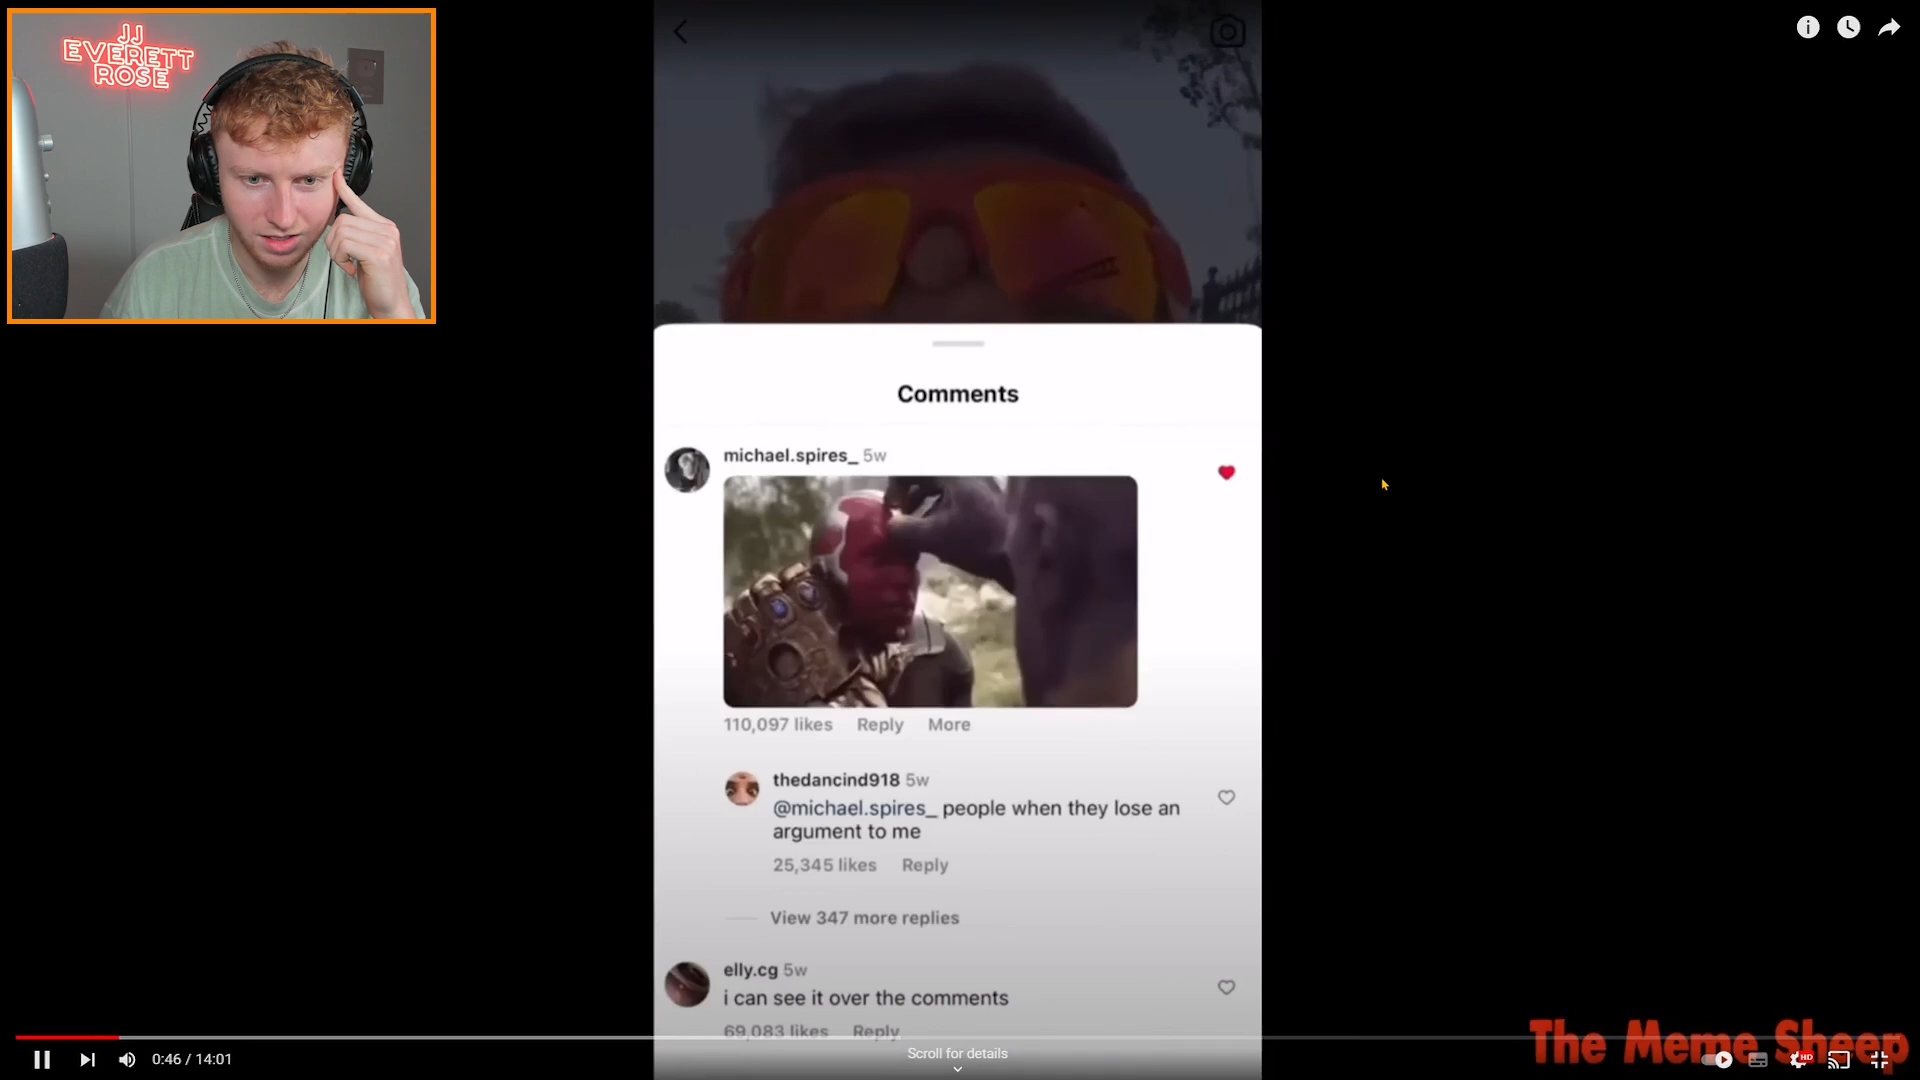 JJ
EVERETT
ROSE
Comments
michael.spires_ 5w
110,097 likes Reply More
thedancind918 5w
@michael.spires_ people when they lose an
argument to me
25,345 likes Reply
View 347 more replies
elly.cg 5w
i can see it over the comments
69,083 likes Reply
The Meme Sheep
0:46 / 14:01
Scroll for details
HD